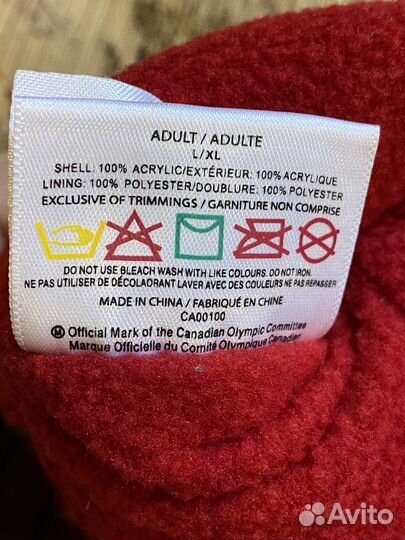 ADULT / ADULTE
L / XL
SHELL: 100% ACRYLIC/EXTÉRIEUR: 100% ACRYLIQUE
LINING: 100% POLYESTER/DOUBLURE: 100% POLYESTER
EXCLUSIVE OF TRIMMINGS / GARNITURE NON COMPRISE
DO NOT USE BLEACH WASH WITH LIKE COLOURS. DO NOT IRON.
NE PAS UTILISER DE DÉCOLADRANT LAVER AVEC DES COULEURS NE PAS REPASSER
MADE IN CHINA / FABRIQUÉ EN CHINE
CA00100
M Official Mark of the Canadian Olympic Committee
Marque Officielle du Comité Olympique Canadien
Avito